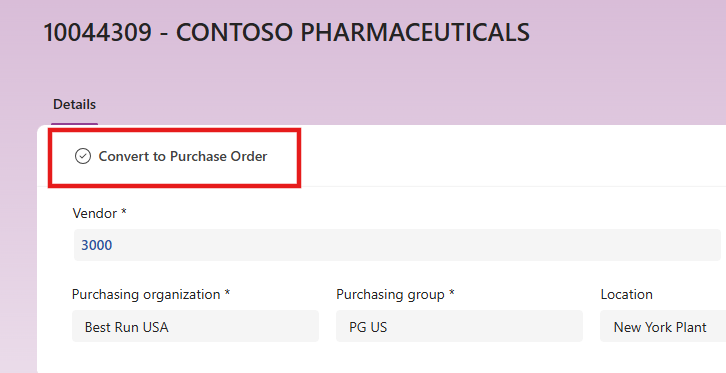 10044309 - CONTOSO PHARMACEUTICALS
Details
Convert to Purchase Order
Vendor *
3000
Purchasing organization * Purchasing group * Location
Best Run USA PG US New York Plant